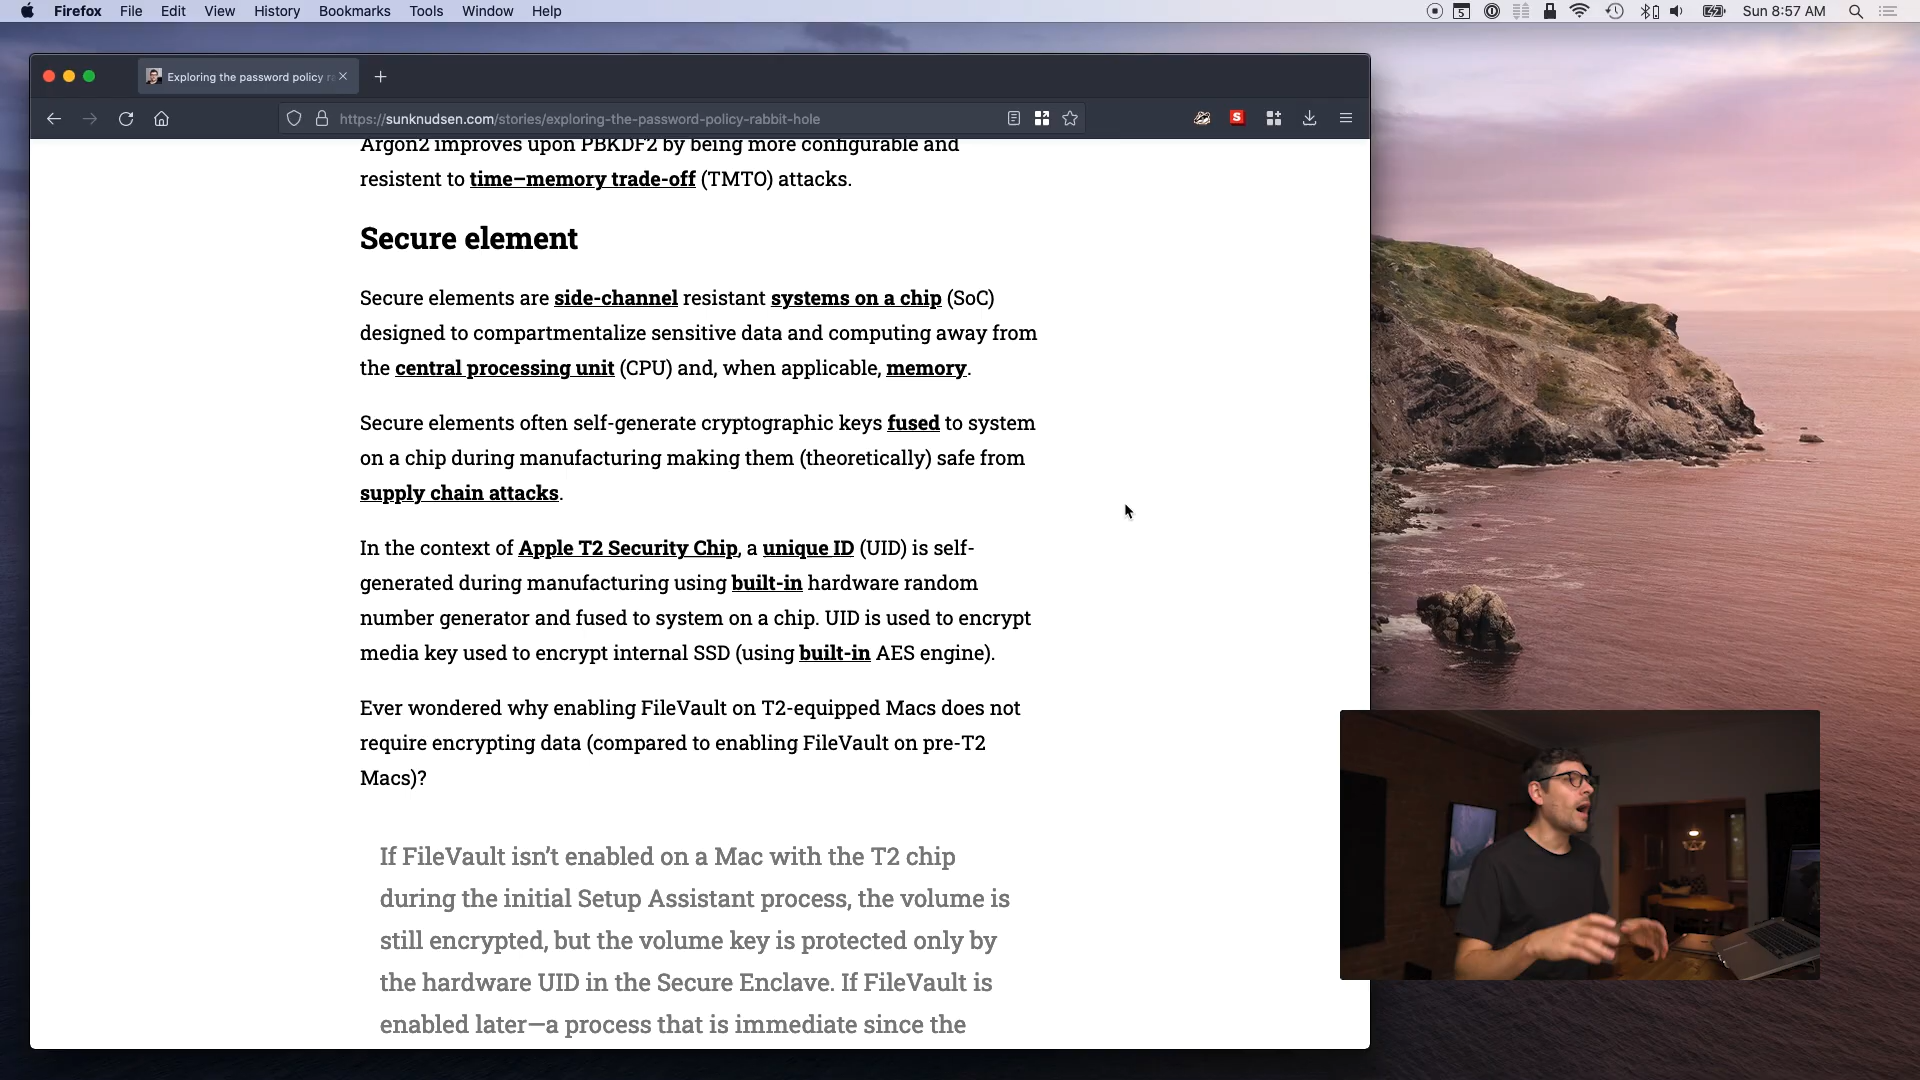 Firefox File Edit View History Bookmarks Tools Window Help
5
Sun 8:57 AM
Exploring the password policy ra
https://sunknudsen.com/stories/exploring-the-password-policy-rabbit-hole
S
Argon2 improves upon PBKDF2 by being more configurable and
resistent to time–memory trade-off (TMTO) attacks.
Secure element
Secure elements are side-channel resistant systems on a chip (SoC)
designed to compartmentalize sensitive data and computing away from
the central processing unit (CPU) and, when applicable, memory.
Secure elements often self-generate cryptographic keys fused to system
on a chip during manufacturing making them (theoretically) safe from
supply chain attacks.
In the context of Apple T2 Security Chip, a unique ID (UID) is self-
generated during manufacturing using built-in hardware random
number generator and fused to system on a chip. UID is used to encrypt
media key used to encrypt internal SSD (using built-in AES engine).
Ever wondered why enabling FileVault on T2-equipped Macs does not
require encrypting data (compared to enabling FileVault on pre-T2
Macs)?
If FileVault isn’t enabled on a Mac with the T2 chip
during the initial Setup Assistant process, the volume is
still encrypted, but the volume key is protected only by
the hardware UID in the Secure Enclave. If FileVault is
enabled later—a process that is immediate since the